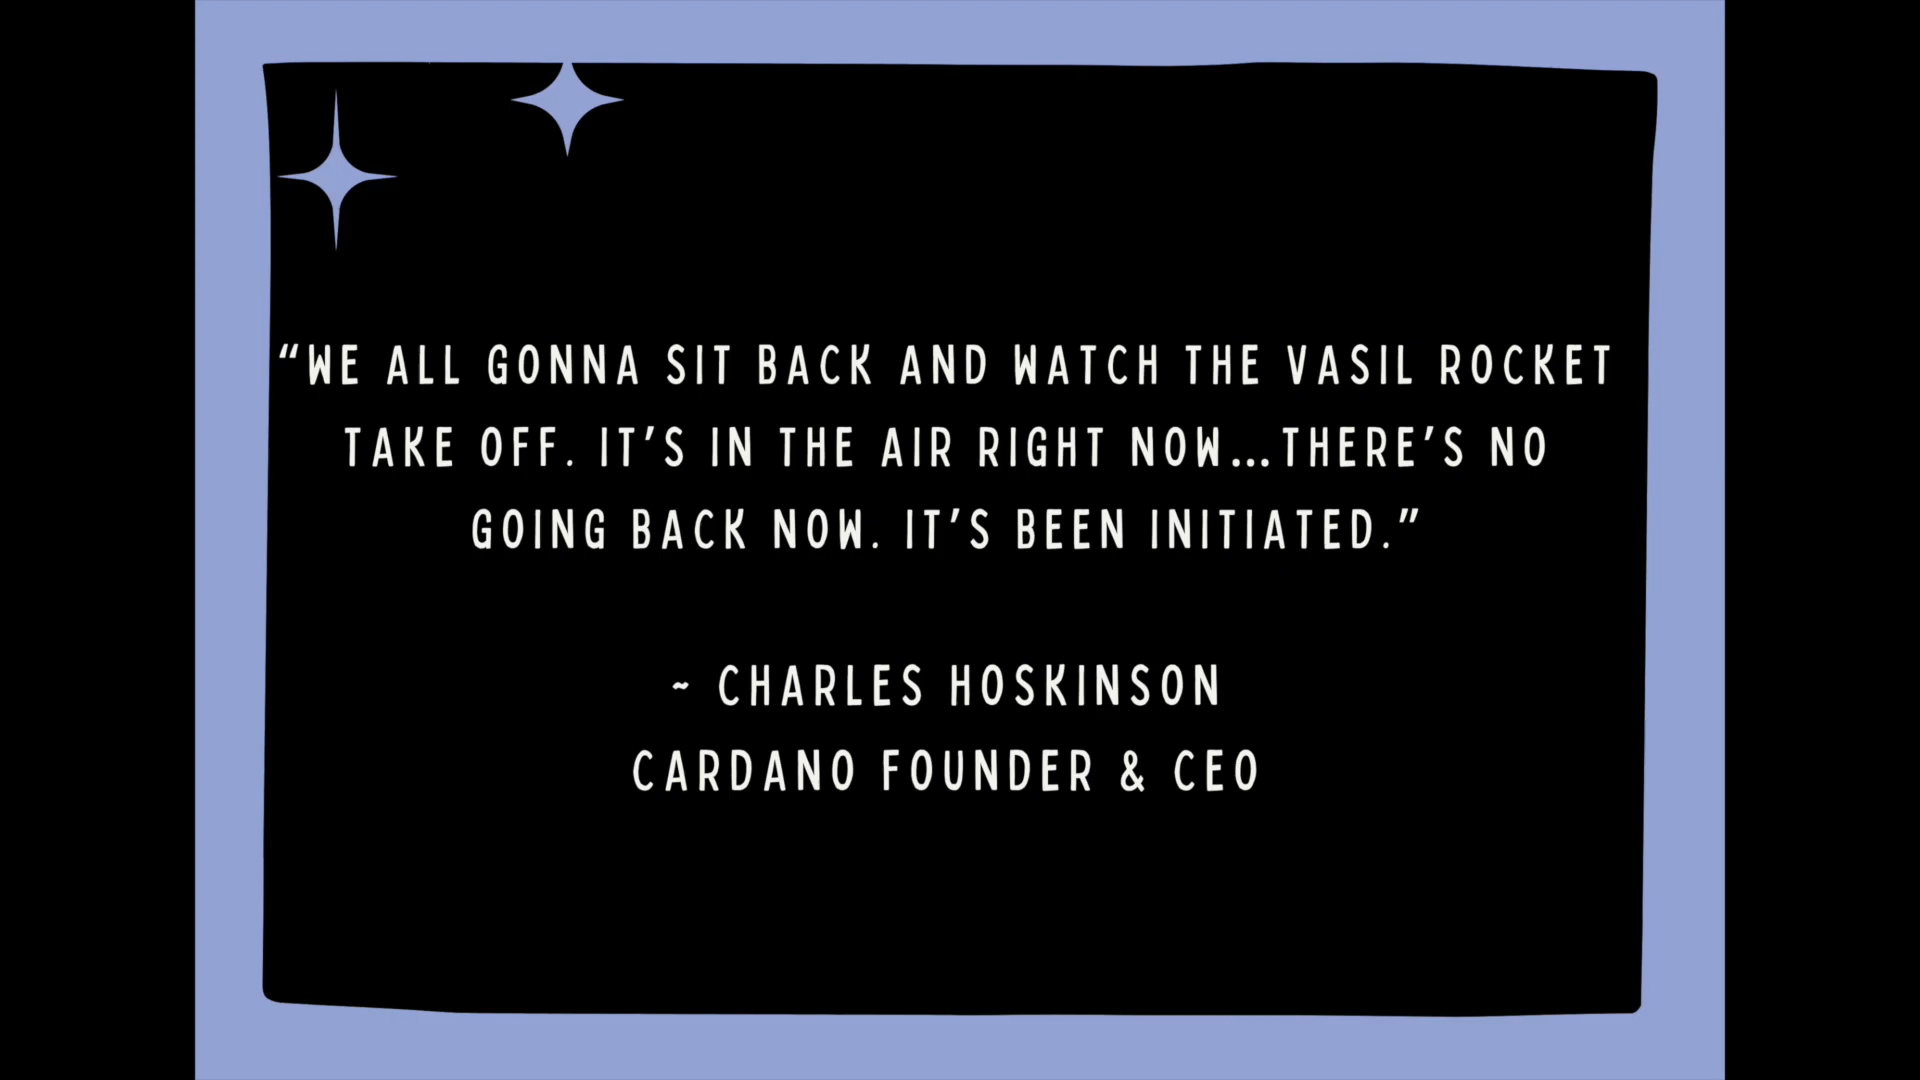 “WE ALL GONNA SIT BACK AND WATCH THE VASIL ROCKET
TAKE OFF. IT’S IN THE AIR RIGHT NOW...THERE’S NO
GOING BACK NOW. IT’S BEEN INITIATED.”
~ CHARLES HOSKINSON
CARDANO FOUNDER & CEO